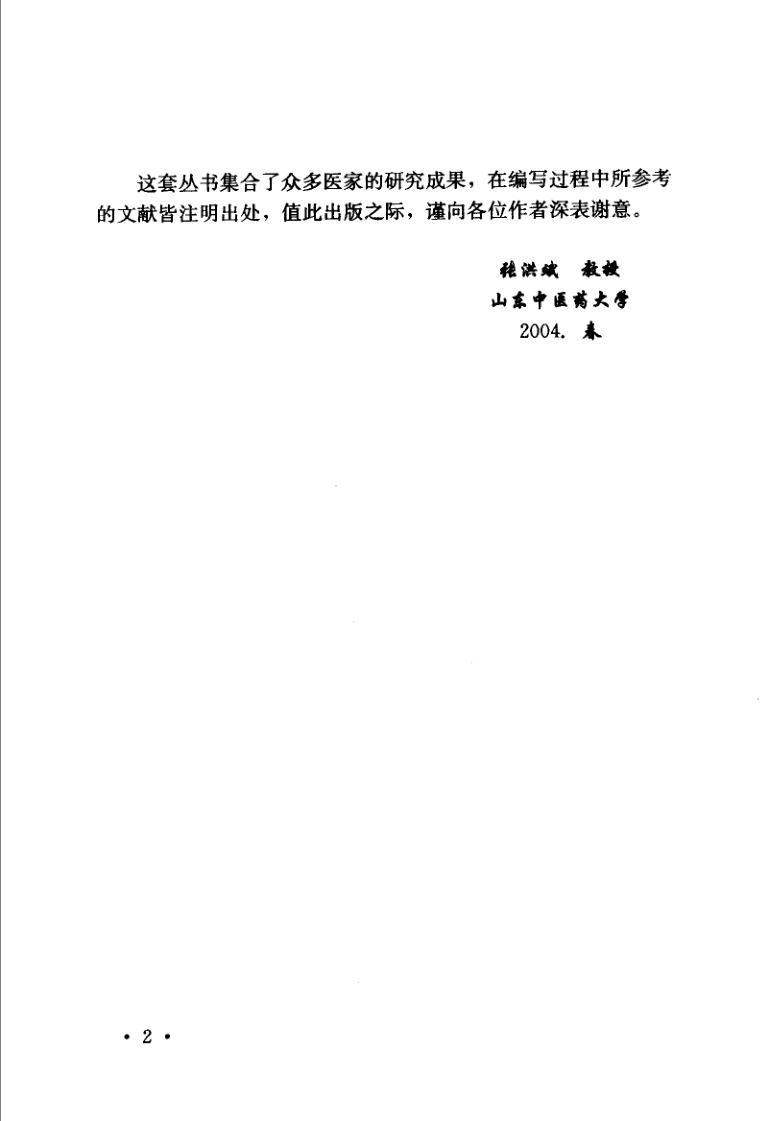 这套丛书集合了众多医家的研究成果，在编写过程中所参考
的文献皆注明出处，值此出版之际，谨向各位作者深表谢意。
张洪斌 教授
山东中医药大学
2004. 春
· 2 ·